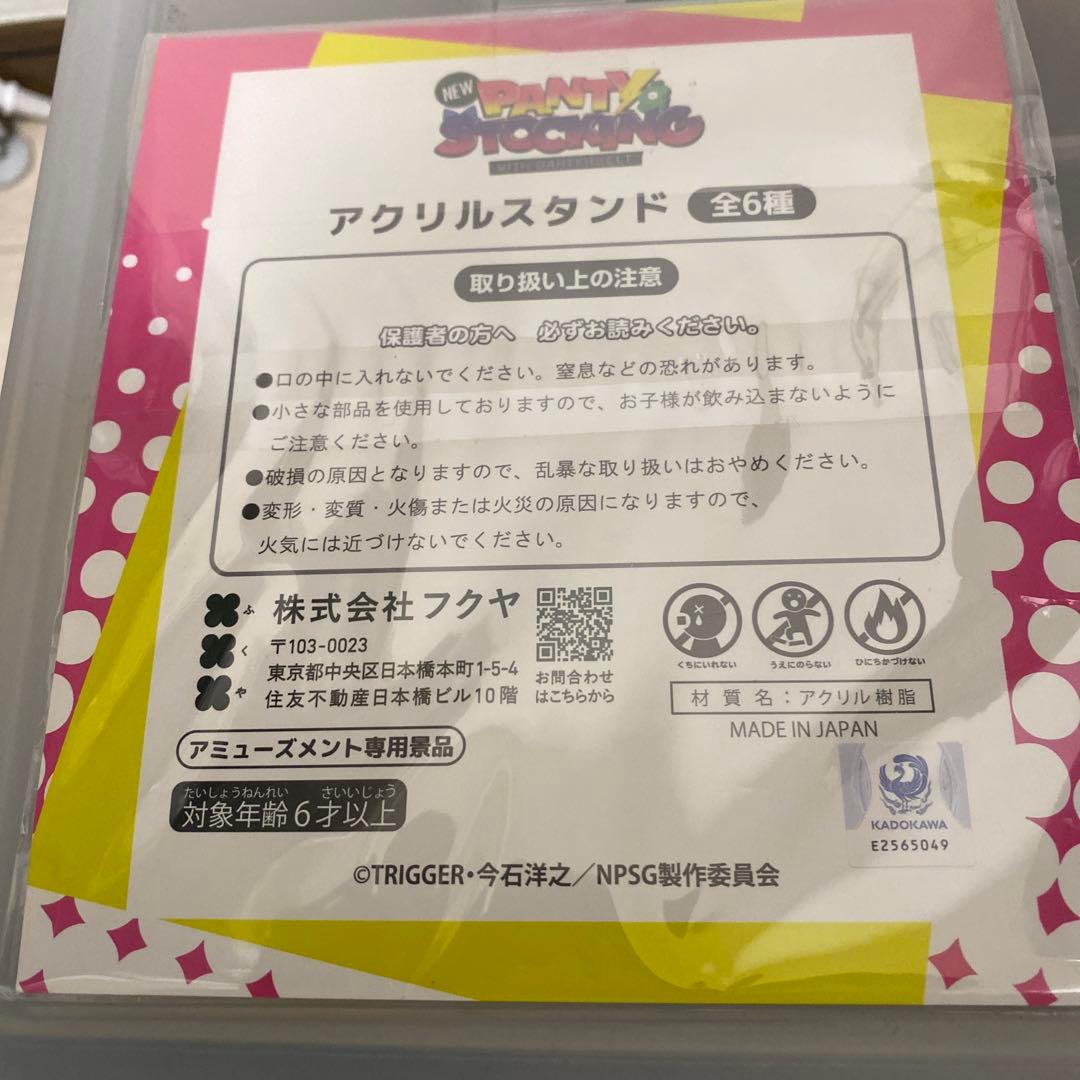 NEW
PANTY &
STOCKING
WITH GARTERBELT
アクリルスタンド 全6種
取り扱い上の注意
保護者の方へ 必ずお読みください。
●口の中に入れないでください。窒息などの恐れがあります。
●小さな部品を使用しておりますので、お子様が飲み込まないように
ご注意ください。
●破損の原因となりますので、乱暴な取り扱いはおやめください。
●変形・変質・火傷または火災の原因になりますので、
火気には近づけないでください。
ふくや
株式会社フクヤ
〒103-0023
東京都中央区日本橋本町1-5-4
住友不動産日本橋ビル10階
お問合わせ
はこちらから
くちにいれない
うえにのらない
ひにちかづけない
材質名：アクリル樹脂
MADE IN JAPAN
アミューズメント専用景品
たいしょうねんれい さいいじょう
対象年齢6才以上
KADOKAWA
E2565049
©TRIGGER・今石洋之／NPSG製作委員会